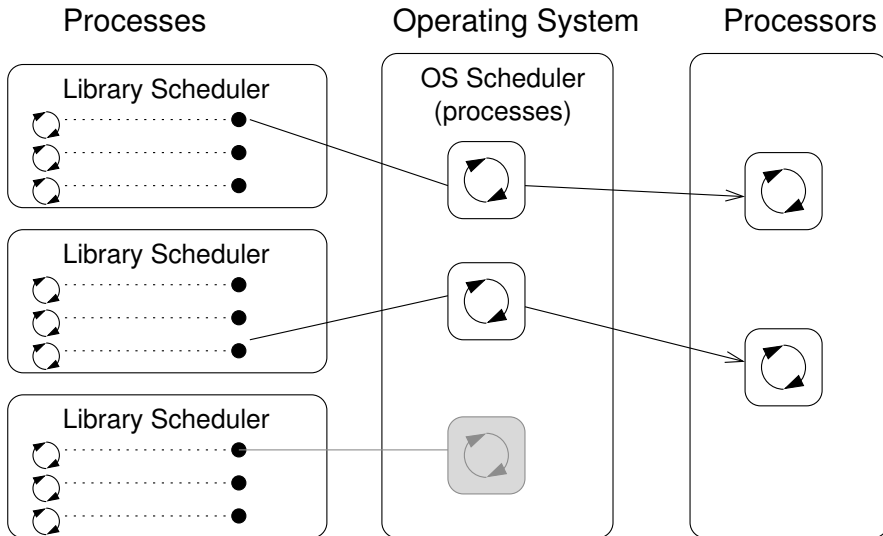 Processes
Operating System
Processors
Library Scheduler
OS Scheduler
(processes)
Library Scheduler
Library Scheduler